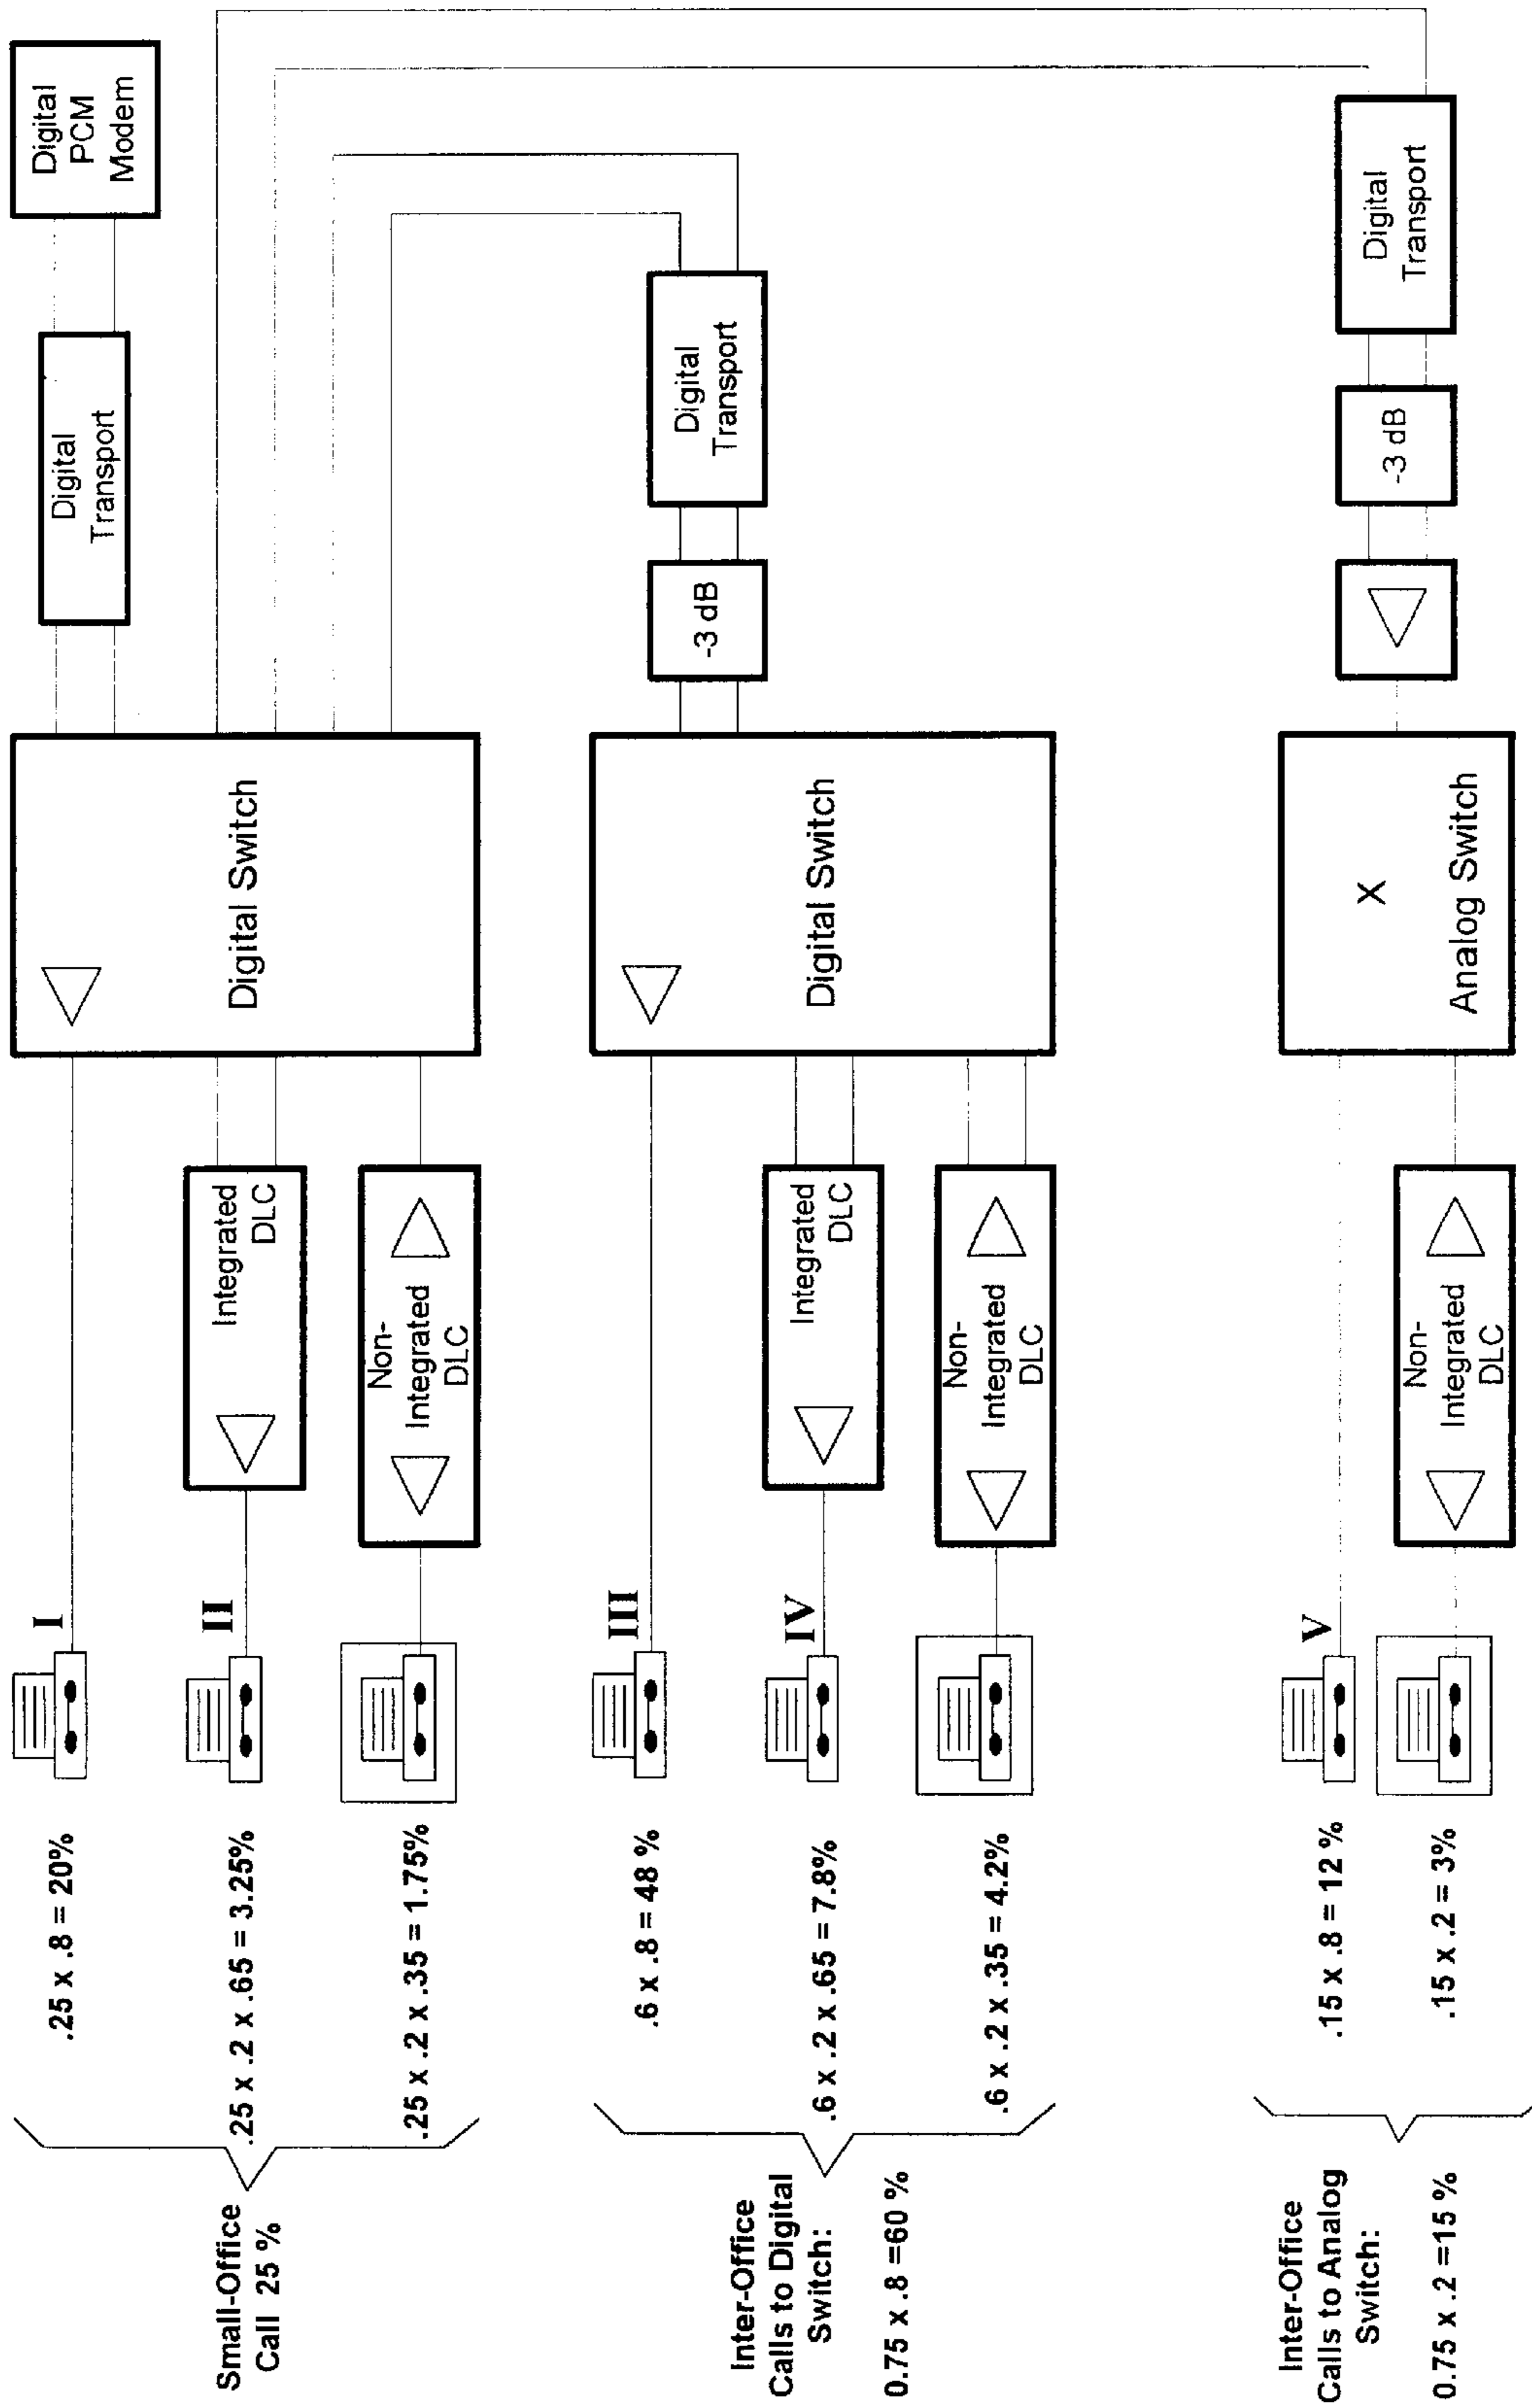 Small-Office
Call 25 %
.25 x .8 = 20%
I
.25 x .2 x .65 = 3.25%
II
.25 x .2 x .35 = 1.75%
Integrated
DLC
Non-
Integrated
DLC
Digital Switch
Digital
Transport
Digital
PCM
Modem
Inter-Office
Calls to Digital
Switch:
0.75 x .8 =60 %
.6 x .8 = 48 %
III
.6 x .2 x .65 = 7.8%
IV
.6 x .2 x .35 = 4.2%
Integrated
DLC
Non-
Integrated
DLC
Digital Switch
-3 dB
Digital
Transport
Inter-Office
Calls to Analog
Switch:
0.75 x .2 =15 %
.15 x .8 = 12 %
V
.15 x .2 = 3%
Non-
Integrated
DLC
X
Analog Switch
-3 dB
Digital
Transport